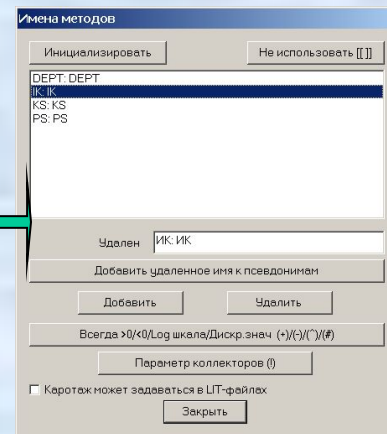 Имена методов
Инициализировать Не использовать [[ ]]
DEPT: DEPT
IK: IK
KS: KS
PS: PS
Удален ИК: ИК
Добавить удаленное имя к псевдонимам
Добавить Удалить
Всегда >0/<0/Log шкала/Дискр.знач (+)/(-)/(^)/(#)
Параметр коллекторов (!)
Каротаж может задаваться в LIT-файлах
Закрыть